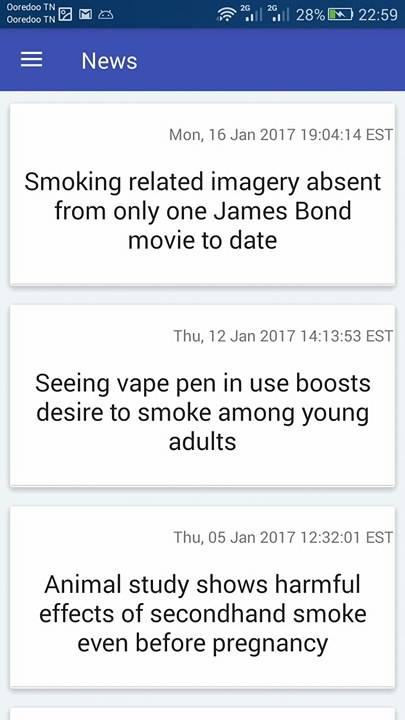 Ooredoo TN
Ooredoo TN
2G
2G
28%
22:59
News
Mon, 16 Jan 2017 19:04:14 EST
Smoking related imagery absent
from only one James Bond
movie to date
Thu, 12 Jan 2017 14:13:53 EST
Seeing vape pen in use boosts
desire to smoke among young
adults
Thu, 05 Jan 2017 12:32:01 EST
Animal study shows harmful
effects of secondhand smoke
even before pregnancy